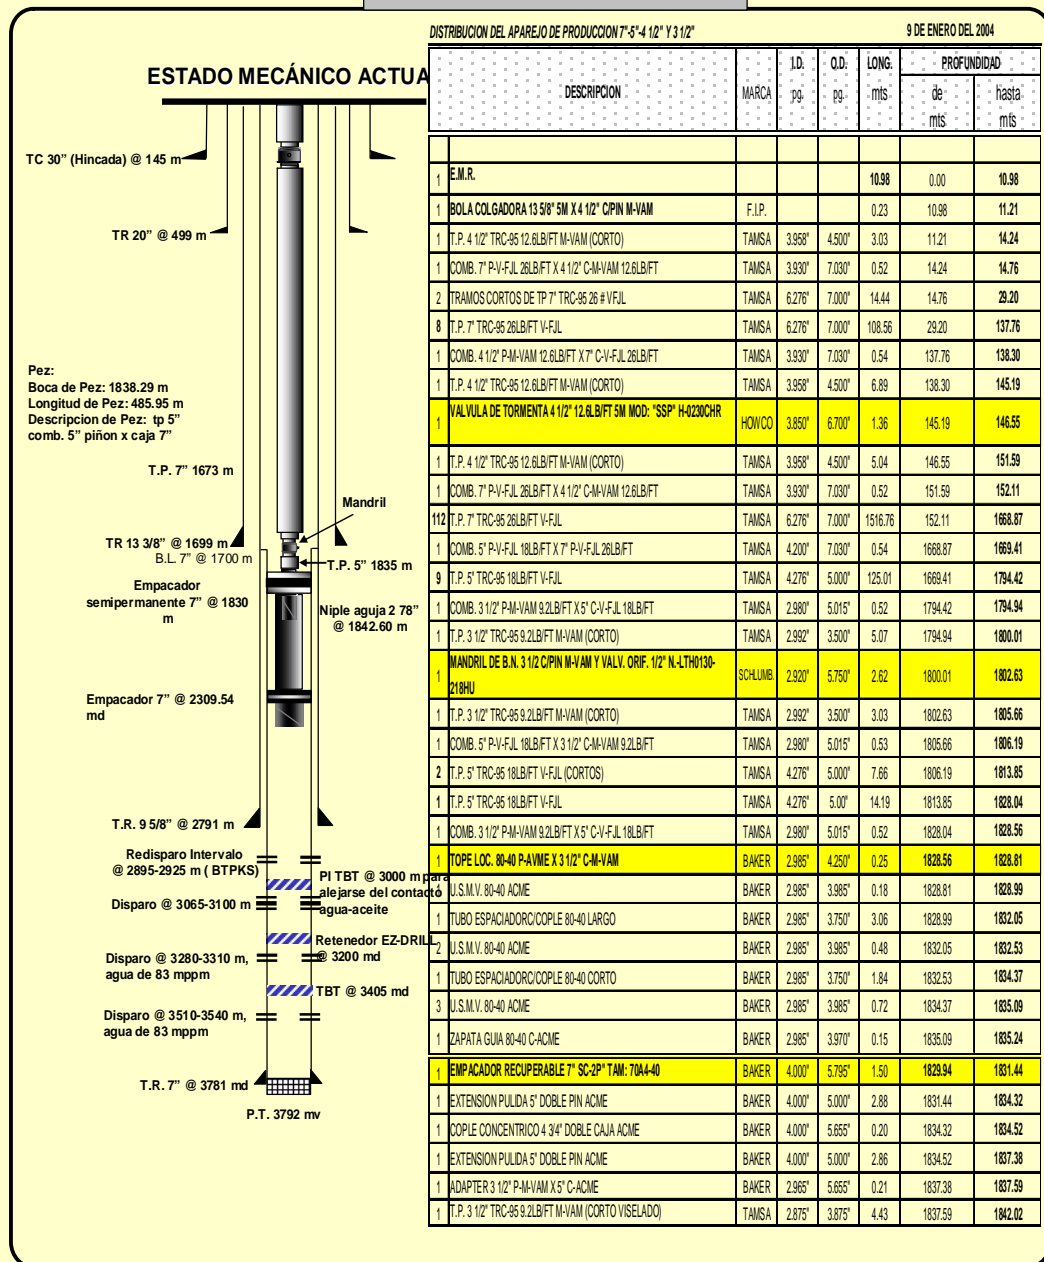 DISTRIBUCION DEL APAREJO DE PRODUCCION 7"-5"-4 1/2" Y 3 1/2" 9 DE ENERO DEL 2004
ESTADO MECÁNICO ACTUA
TC 30” (Hincada) @ 145 m
TR 20” @ 499 m
Pez:
Boca de Pez: 1838.29 m
Longitud de Pez: 485.95 m
Descripcion de Pez: tp 5”
comb. 5” piñon x caja 7”
T.P. 7” 1673 m
Mandril
TR 13 3/8” @ 1699 m
B.L. 7” @ 1700 m
T.P. 5” 1835 m
Empacador
semipermanente 7” @ 1830
m
Niple aguja 2 78”
@ 1842.60 m
Empacador 7” @ 2309.54
md
T.R. 9 5/8” @ 2791 m
Redisparo Intervalo
@ 2895-2925 m ( BTPKS)
PI TBT @ 3000 m para
alejarse del contacto
agua-aceite
Disparo @ 3065-3100 m
Retenedor EZ-DRILL
@ 3200 md
Disparo @ 3280-3310 m,
agua de 83 mppm
TBT @ 3405 md
Disparo @ 3510-3540 m,
agua de 83 mppm
T.R. 7” @ 3781 md
P.T. 3792 mv
DESCRIPCION MARCA I.D. pg. O.D. pg. LONG. mts PROFUNDIDAD de mts hasta mts
1 E.M.R. 10.98 0.00 10.98
1 BOLA COLGADORA 13 5/8" 5M X 4 1/2" C/PIN M-VAM F.I.P. 0.23 10.98 11.21
1 T.P. 4 1/2" TRC-95 12.6LB/FT M-VAM (CORTO) TAMSA 3.958" 4.500" 3.03 11.21 14.24
1 COMB. 7" P-V-FJL 26LB/FT X 4 1/2" C-M-VAM 12.6LB/FT TAMSA 3.930" 7.030" 0.52 14.24 14.76
2 TRAMOS CORTOS DE TP 7" TRC-95 26 # VFJL TAMSA 6.276" 7.000" 14.44 14.76 29.20
8 T.P. 7" TRC-95 26LB/FT V-FJL TAMSA 6.276" 7.000" 108.56 29.20 137.76
1 COMB. 4 1/2" P-M-VAM 12.6LB/FT X 7" C-V-FJL 26LB/FT TAMSA 3.930" 7.030" 0.54 137.76 138.30
1 T.P. 4 1/2" TRC-95 12.6LB/FT M-VAM (CORTO) TAMSA 3.958" 4.500" 6.89 138.30 145.19
1 VALVULA DE TORMENTA 4 1/2" 12.6LB/FT 5M MOD: "SSP" H-0230CHR HOWCO 3.850" 6.700" 1.36 145.19 146.55
1 T.P. 4 1/2" TRC-95 12.6LB/FT M-VAM (CORTO) TAMSA 3.958" 4.500" 5.04 146.55 151.59
1 COMB. 7" P-V-FJL 26LB/FT X 4 1/2" C-M-VAM 12.6LB/FT TAMSA 3.930" 7.030" 0.52 151.59 152.11
112 T.P. 7" TRC-95 26LB/FT V-FJL TAMSA 6.276" 7.000" 1516.76 152.11 1668.87
1 COMB. 5" P-V-FJL 18LB/FT X 7" P-V-FJL 26LB/FT TAMSA 4.200" 7.030" 0.54 1668.87 1669.41
9 T.P. 5" TRC-95 18LB/FT V-FJL TAMSA 4.276" 5.000" 125.01 1669.41 1794.42
1 COMB. 3 1/2" P-M-VAM 9.2LB/FT X 5" C-V-FJL 18LB/FT TAMSA 2.980" 5.015" 0.52 1794.42 1794.94
1 T.P. 3 1/2" TRC-95 9.2LB/FT M-VAM (CORTO) TAMSA 2.992" 3.500" 5.07 1794.94 1800.01
1 MANDRIL DE B.N. 3 1/2 C/PIN M-VAM Y VALV. ORIF. 1/2" N.-LTH0130-
218HU SCHLUMB. 2.920" 5.750" 2.62 1800.01 1802.63
1 T.P. 3 1/2" TRC-95 9.2LB/FT M-VAM (CORTO) TAMSA 2.992" 3.500" 3.03 1802.63 1805.66
1 COMB. 5" P-V-FJL 18LB/FT X 3 1/2" C-M-VAM 9.2LB/FT TAMSA 2.980" 5.015" 0.53 1805.66 1806.19
2 T.P. 5" TRC-95 18LB/FT V-FJL (CORTOS) TAMSA 4.276" 5.000" 7.66 1806.19 1813.85
1 T.P. 5" TRC-95 18LB/FT V-FJL TAMSA 4.276" 5.00" 14.19 1813.85 1828.04
1 COMB. 3 1/2" P-M-VAM 9.2LB/FT X 5" C-V-FJL 18LB/FT TAMSA 2.980" 5.015" 0.52 1828.04 1828.56
1 TOPE LOC. 80-40 P-AVME X 3 1/2" C-M-VAM BAKER 2.985" 4.250" 0.25 1828.56 1828.81
U.S.M.V. 80-40 ACME BAKER 2.985" 3.985" 0.18 1828.81 1828.99
1 TUBO ESPACIADORC/COPLE 80-40 LARGO BAKER 2.985" 3.750" 3.06 1828.99 1832.05
2 U.S.M.V. 80-40 ACME BAKER 2.985" 3.985" 0.48 1832.05 1832.53
1 TUBO ESPACIADORC/COPLE 80-40 CORTO BAKER 2.985" 3.750" 1.84 1832.53 1834.37
3 U.S.M.V. 80-40 ACME BAKER 2.985" 3.985" 0.72 1834.37 1835.09
1 ZAPATA GUIA 80-40 C-ACME BAKER 2.985" 3.970" 0.15 1835.09 1835.24
1 EMPACADOR RECUPERABLE 7" SC-2P" TAM: 70A4-40 BAKER 4.000" 5.795" 1.50 1829.94 1831.44
1 EXTENSION PULIDA 5" DOBLE PIN ACME BAKER 4.000" 5.000" 2.88 1831.44 1834.32
1 COPLE CONCENTRICO 4 3/4" DOBLE CAJA ACME BAKER 4.000" 5.655" 0.20 1834.32 1834.52
1 EXTENSION PULIDA 5" DOBLE PIN ACME BAKER 4.000" 5.000" 2.86 1834.52 1837.38
1 ADAPTER 3 1/2" P-M-VAM X 5" C-ACME BAKER 2.965" 5.655" 0.21 1837.38 1837.59
1 T.P. 3 1/2" TRC-95 9.2LB/FT M-VAM (CORTO VISELADO) TAMSA 2.875" 3.875" 4.43 1837.59 1842.02